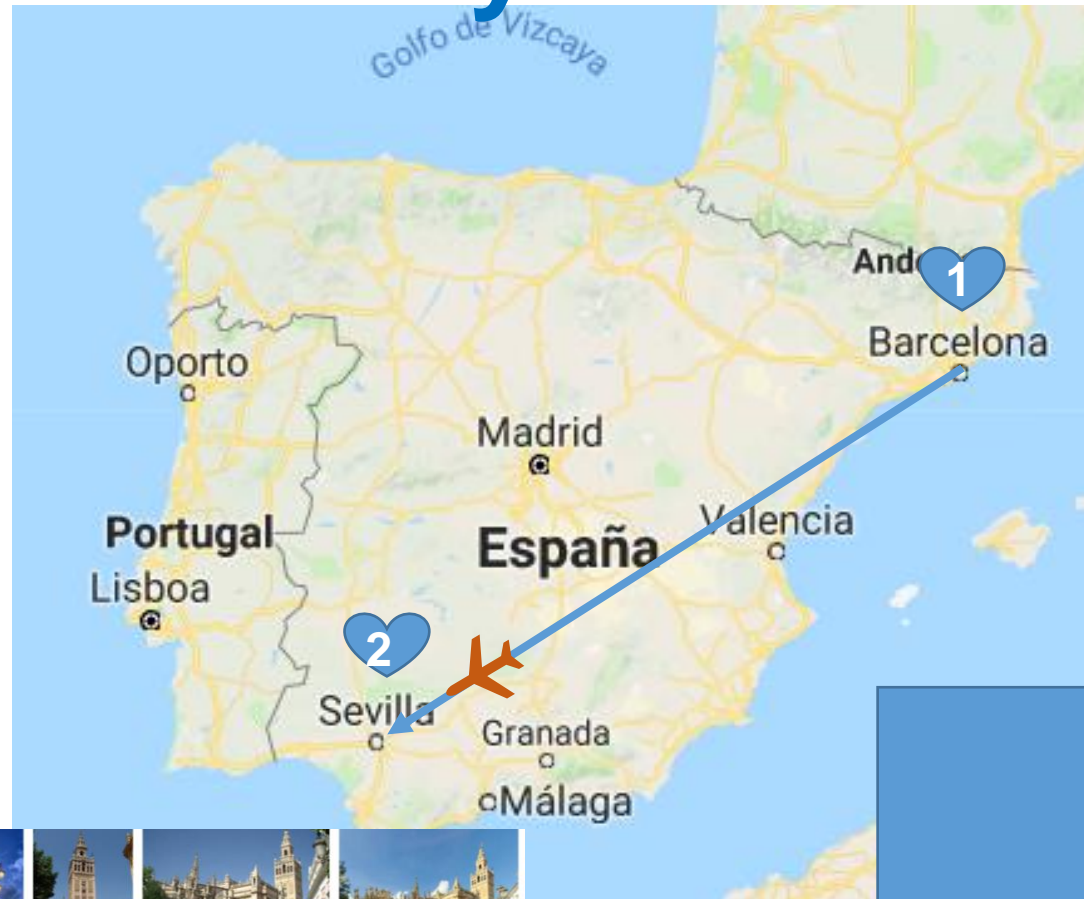 Golfo de Vizcaya
And
1
Barcelona
Oporto
Madrid
Valencia
Portugal
España
Lisboa
2
Sevilla
Granada
Málaga